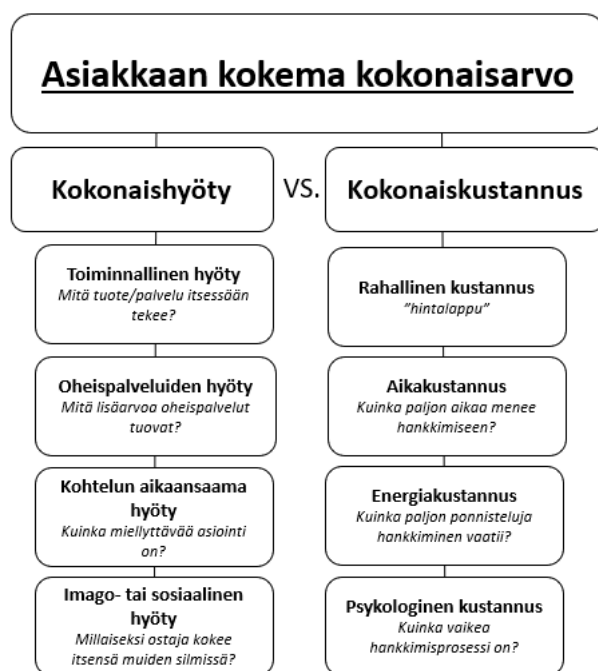 Asiakkaan kokema kokonaisarvo
Kokonaishyöty
VS.
Kokonaiskustannus
Toiminnallinen hyöty
Mitä tuote/palvelu itsessään
tekee?
Oheispalveluiden hyöty
Mitä lisäarvoa oheispalvelut
tuovat?
Kohtelun aikaansaama
hyöty
Kuinka miellyttävää asiointi
on?
Imago- tai sosiaalinen
hyöty
Millaiseksi ostaja kokee
itsensä muiden silmissä?
Rahallinen kustannus
”hintalappu”
Aikakustannus
Kuinka paljon aikaa menee
hankkimiseen?
Energiakustannus
Kuinka paljon ponnisteluja
hankkiminen vaatii?
Psykologinen kustannus
Kuinka vaikea
hankkimisprosessi on?